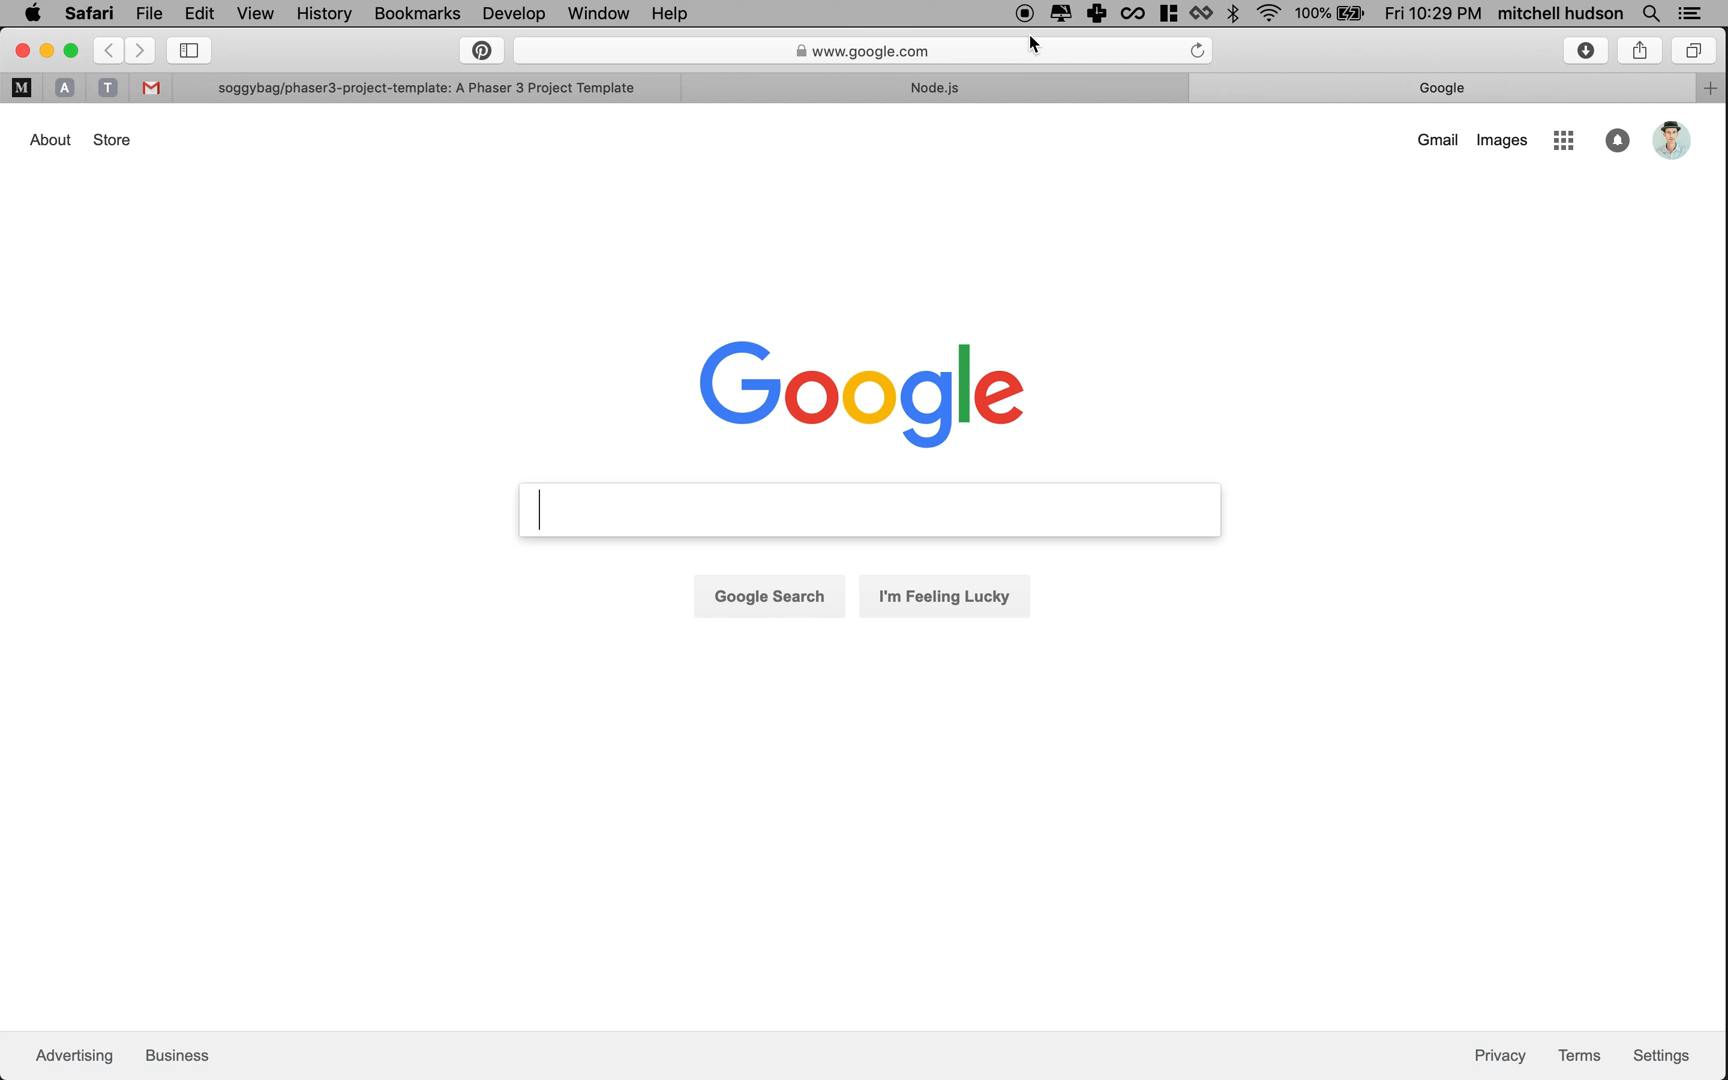 Safari File Edit View History Bookmarks Develop Window Help 100% Fri 10:29 PM mitchell hudson
www.google.com
M A T M soggybag/phaser3-project-template: A Phaser 3 Project Template Node.js Google
About Store Gmail Images
Google
Google Search I'm Feeling Lucky
Advertising Business Privacy Terms Settings